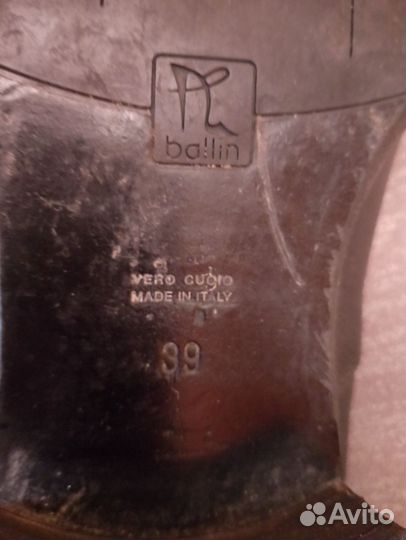 ballin
VERO CUOIO
MADE IN ITALY
39
Avito